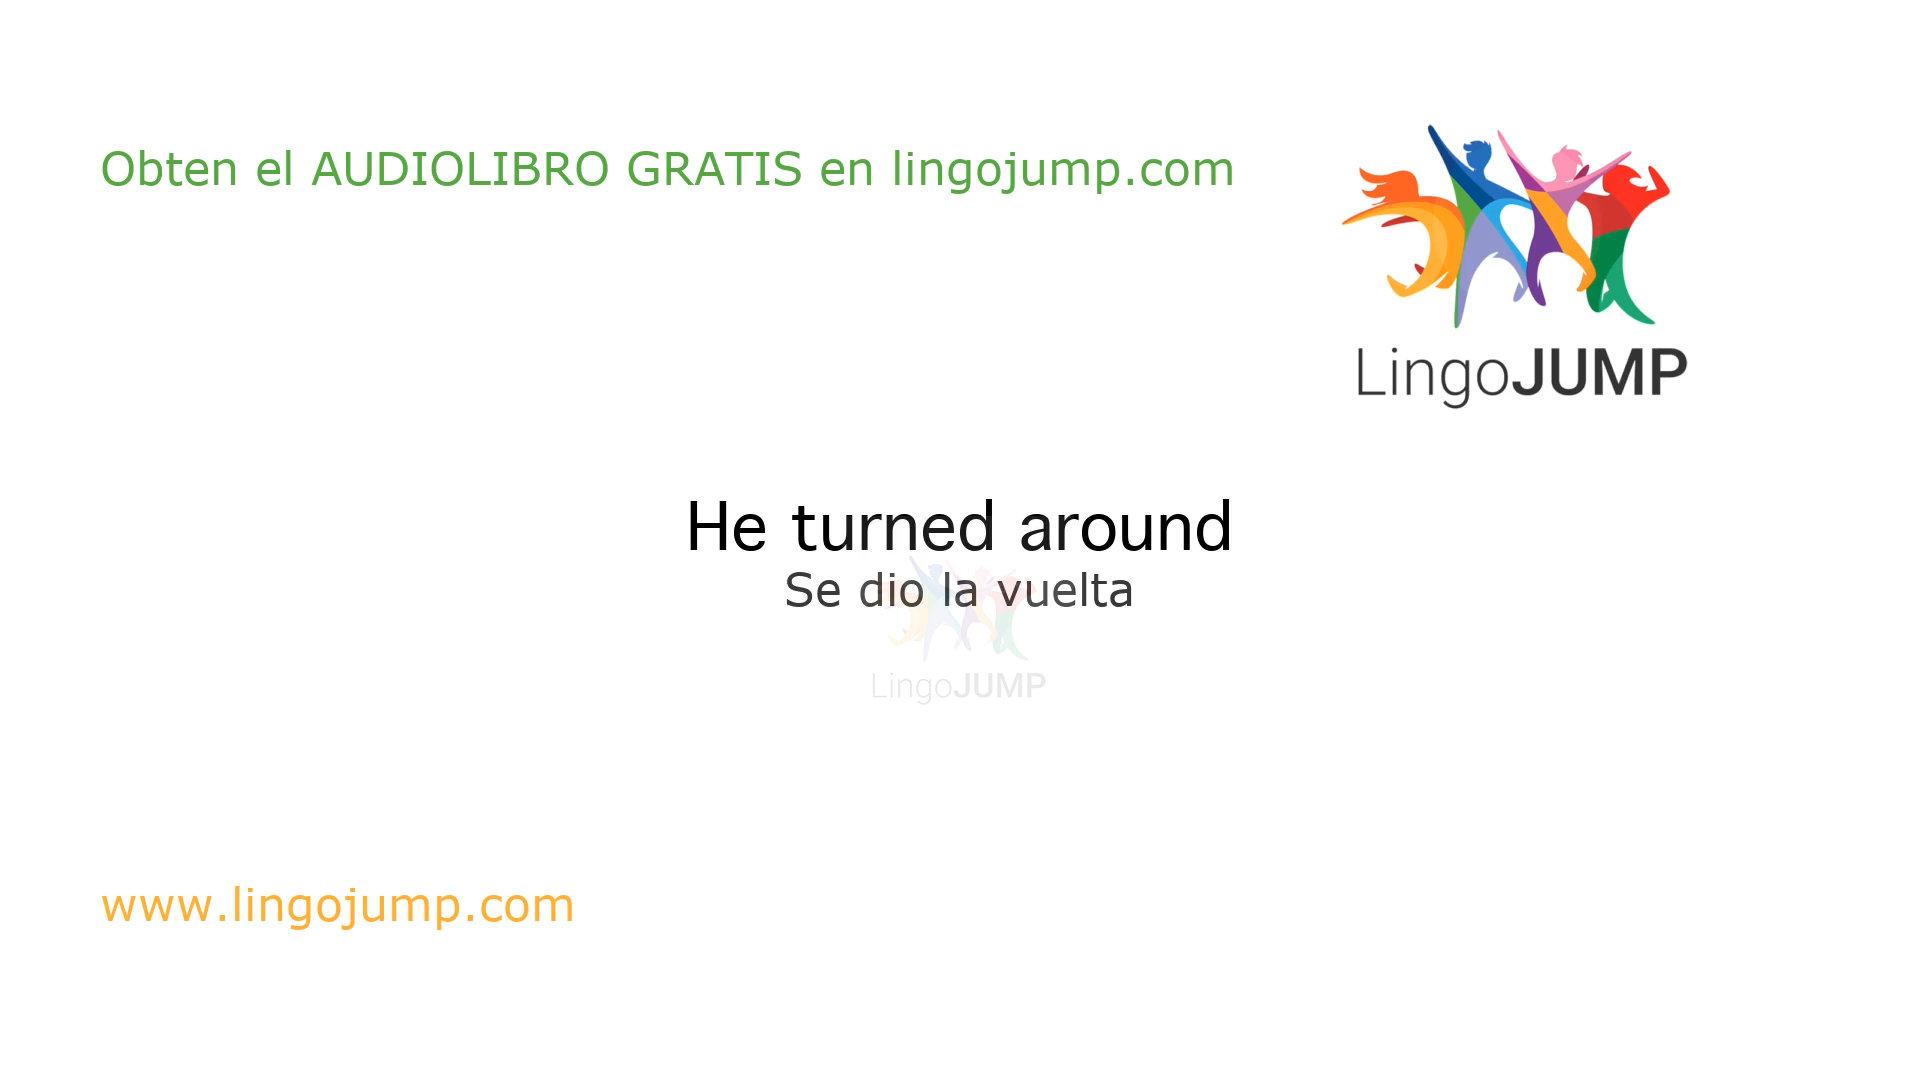 Obten el AUDIOLIBRO GRATIS en lingojump.com
LingoJUMP
He turned around
Se dio la vuelta
LingoJUMP
www.lingojump.com